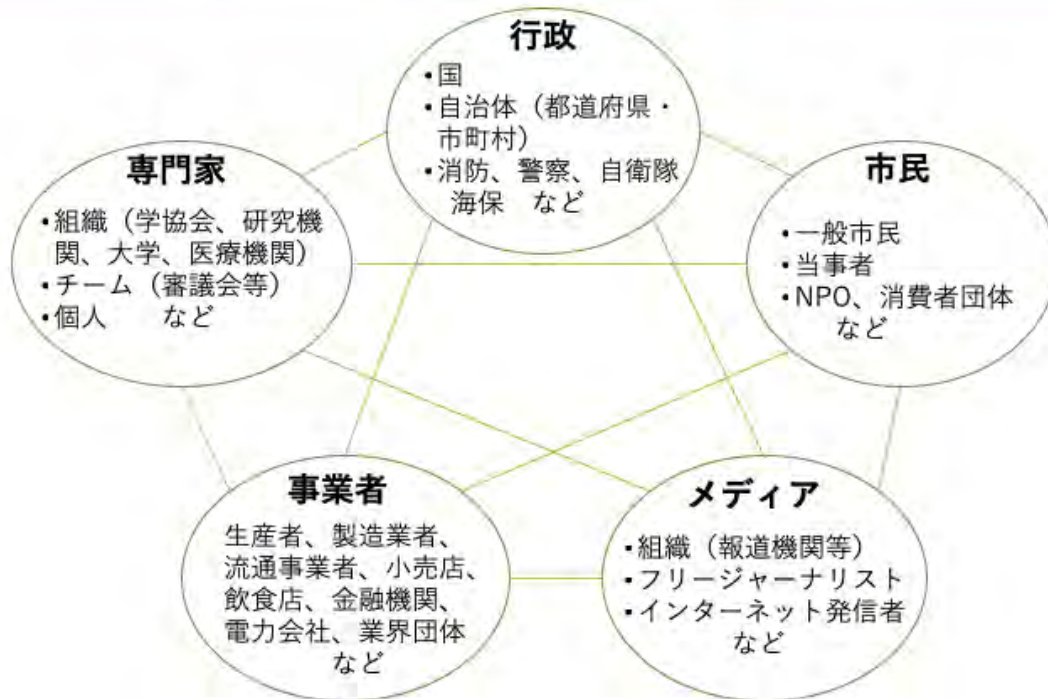 行政
・国
・自治体（都道府県・
市町村）
・消防、警察、自衛隊
海保　など
専門家
・組織（学協会、研究機
関、大学、医療機関）
・チーム（審議会等）
・個人　　など
市民
・一般市民
・当事者
・NPO、消費者団体
など
事業者
生産者、製造業者、
流通事業者、小売店、
飲食店、金融機関、
電力会社、業界団体
など
メディア
・組織（報道機関等）
・フリージャーナリスト
・インターネット発信者
など